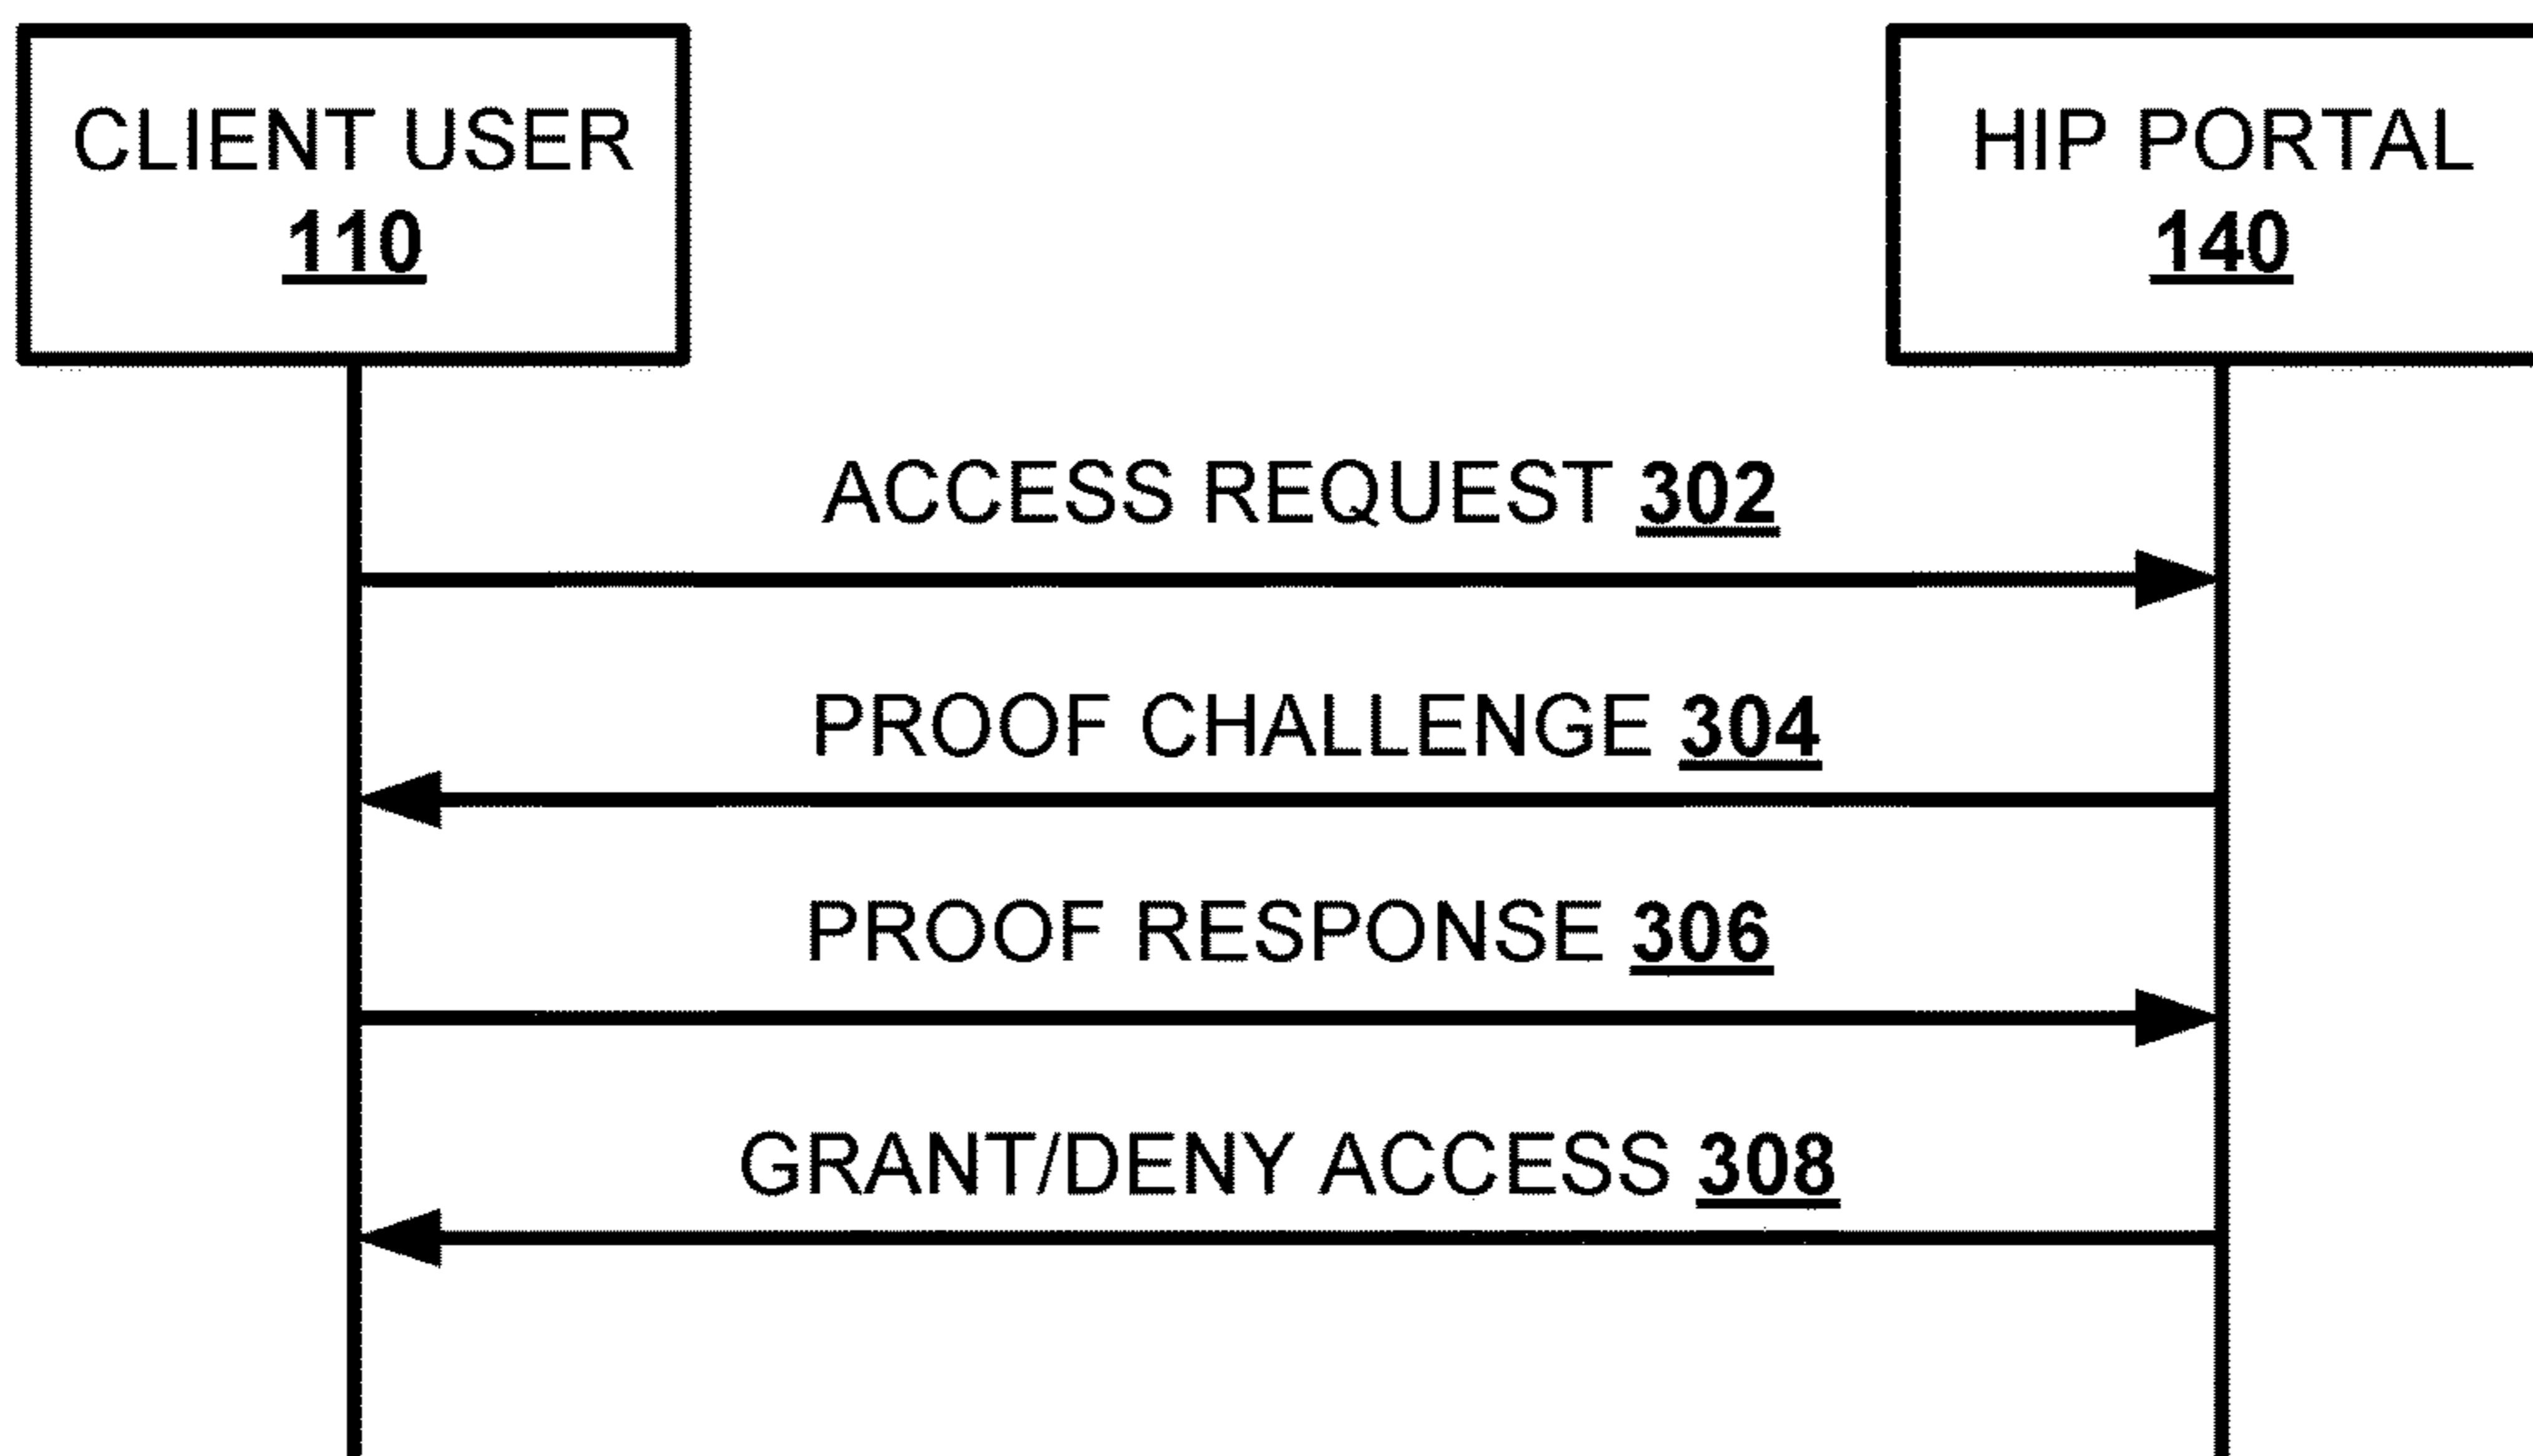 CLIENT USER
110
HIP PORTAL
140
ACCESS REQUEST 302
PROOF CHALLENGE 304
PROOF RESPONSE 306
GRANT/DENY ACCESS 308